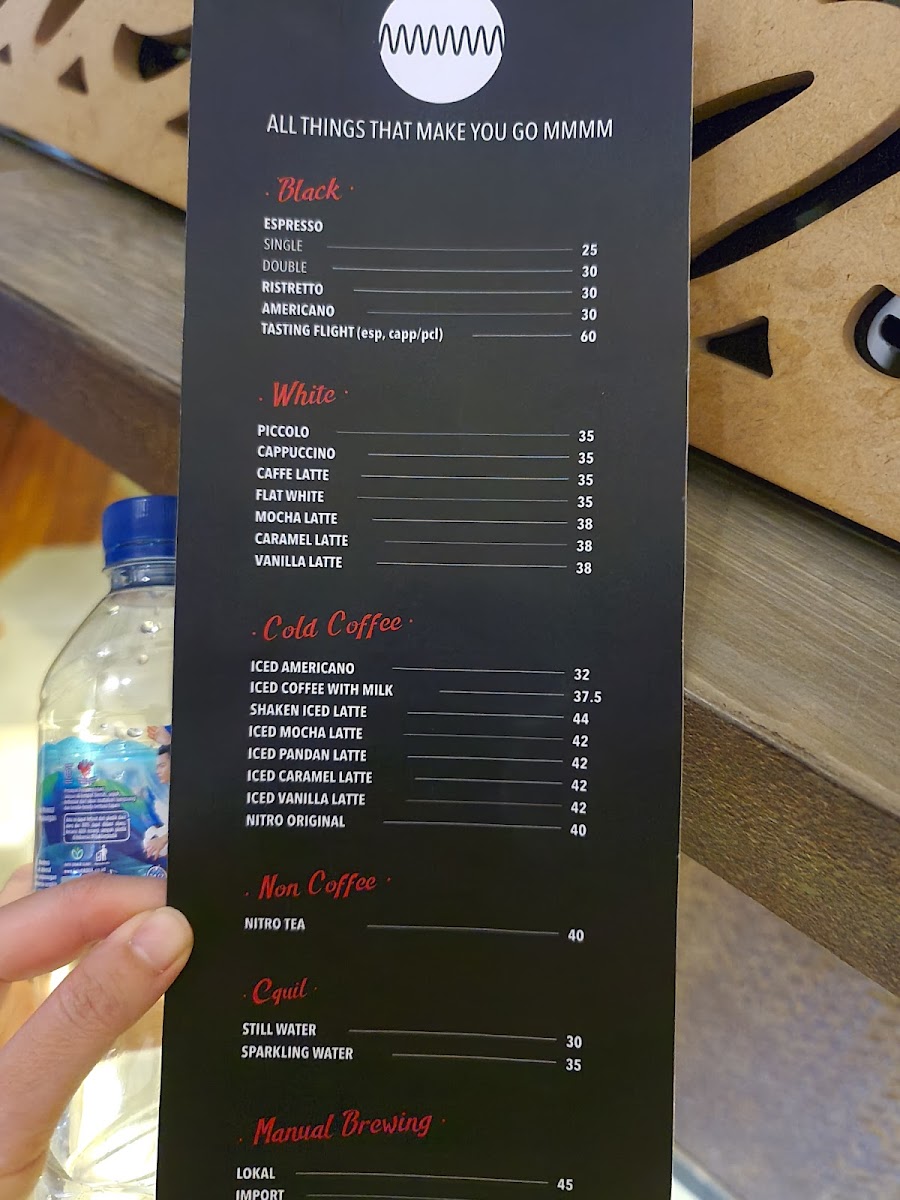 ALL THINGS THAT MAKE YOU GO MMMM
· Black ·
ESPRESSO
SINGLE 25
DOUBLE 30
RISTRETTO 30
AMERICANO 30
TASTING FLIGHT (esp, capp/pcl) 60
· White ·
PICCOLO 35
CAPPUCCINO 35
CAFFE LATTE 35
FLAT WHITE 35
MOCHA LATTE 38
CARAMEL LATTE 38
VANILLA LATTE 38
· Cold Coffee ·
ICED AMERICANO 32
ICED COFFEE WITH MILK 37.5
SHAKEN ICED LATTE 44
ICED MOCHA LATTE 42
ICED PANDAN LATTE 42
ICED CARAMEL LATTE 42
ICED VANILLA LATTE 42
NITRO ORIGINAL 40
· Non Coffee ·
NITRO TEA 40
· Cquil ·
STILL WATER 30
SPARKLING WATER 35
· Manual Brewing ·
LOKAL 45
IMPORT